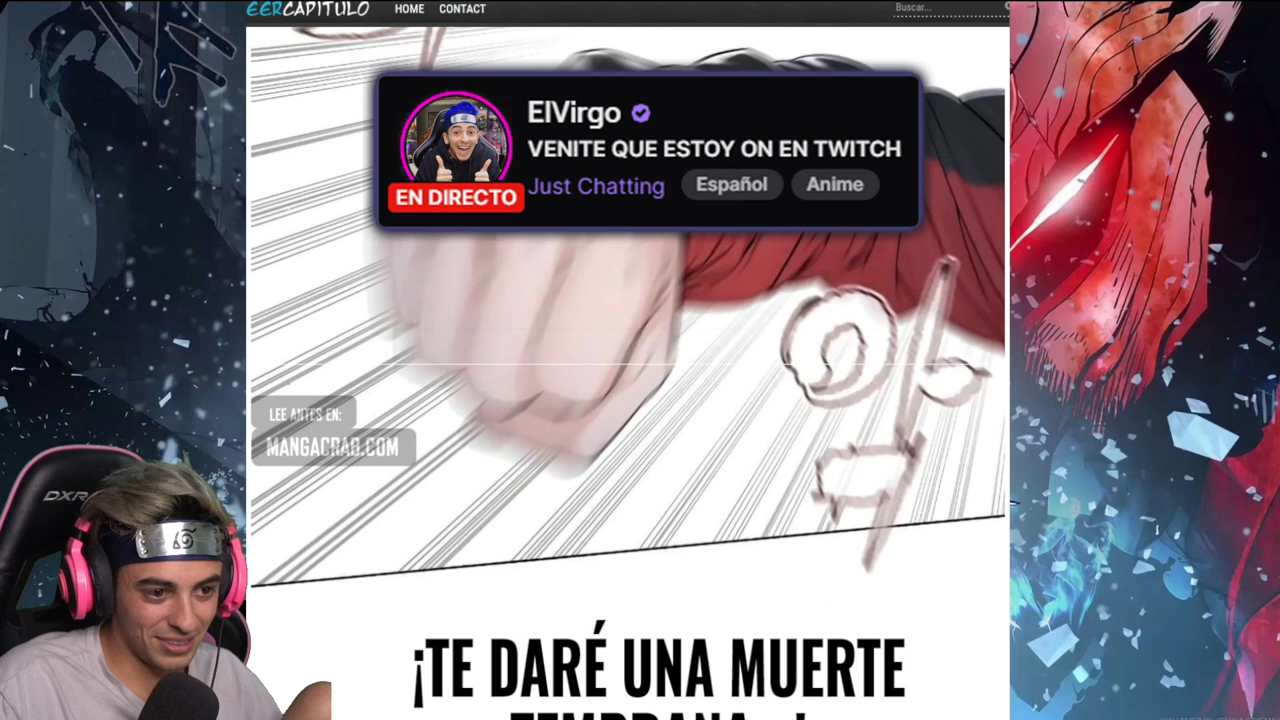 EERCAPITULO
HOME
CONTACT
Buscar...
ElVirgo
VENITE QUE ESTOY ON EN TWITCH
EN DIRECTO
Just Chatting
Español
Anime
LEE ANTES EN:
MANGACRAB.COM
¡TE DARÉ UNA MUERTE